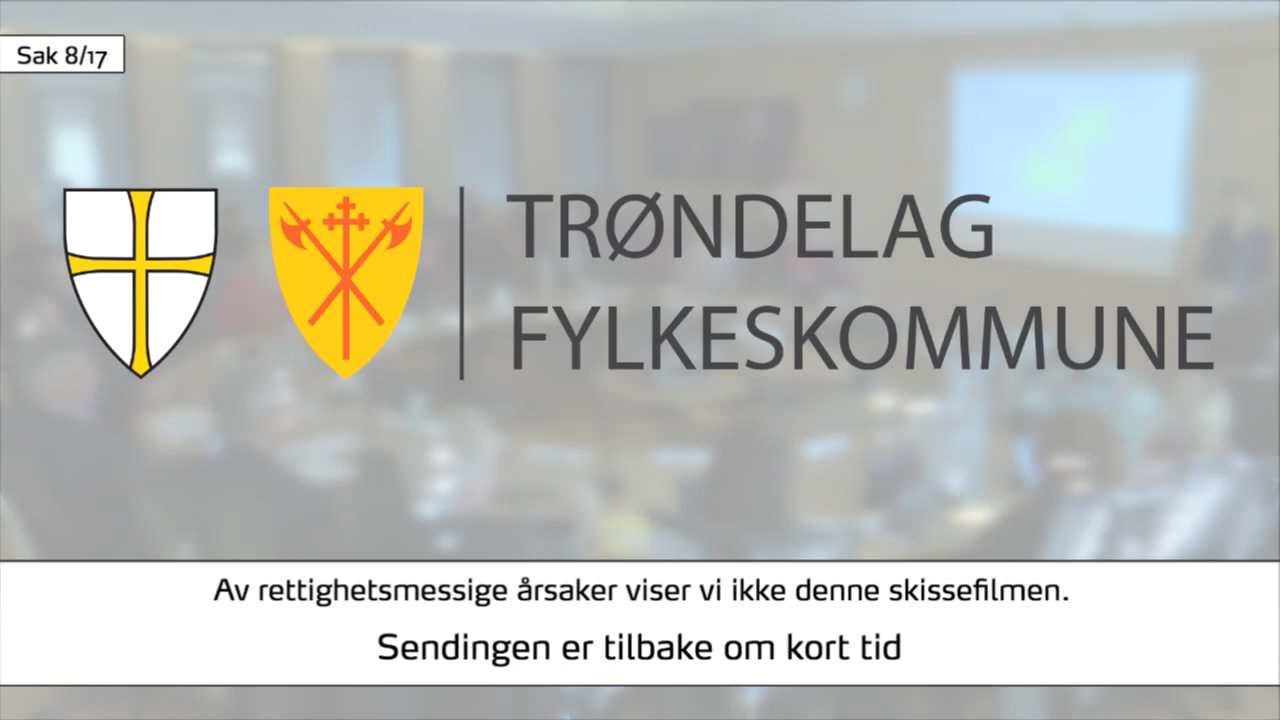 Sak 8/17
TRØNDELAG
FYLKESKOMMUNE
Av rettighetsmessige årsaker viser vi ikke denne skissefilmen.
Sendingen er tilbake om kort tid